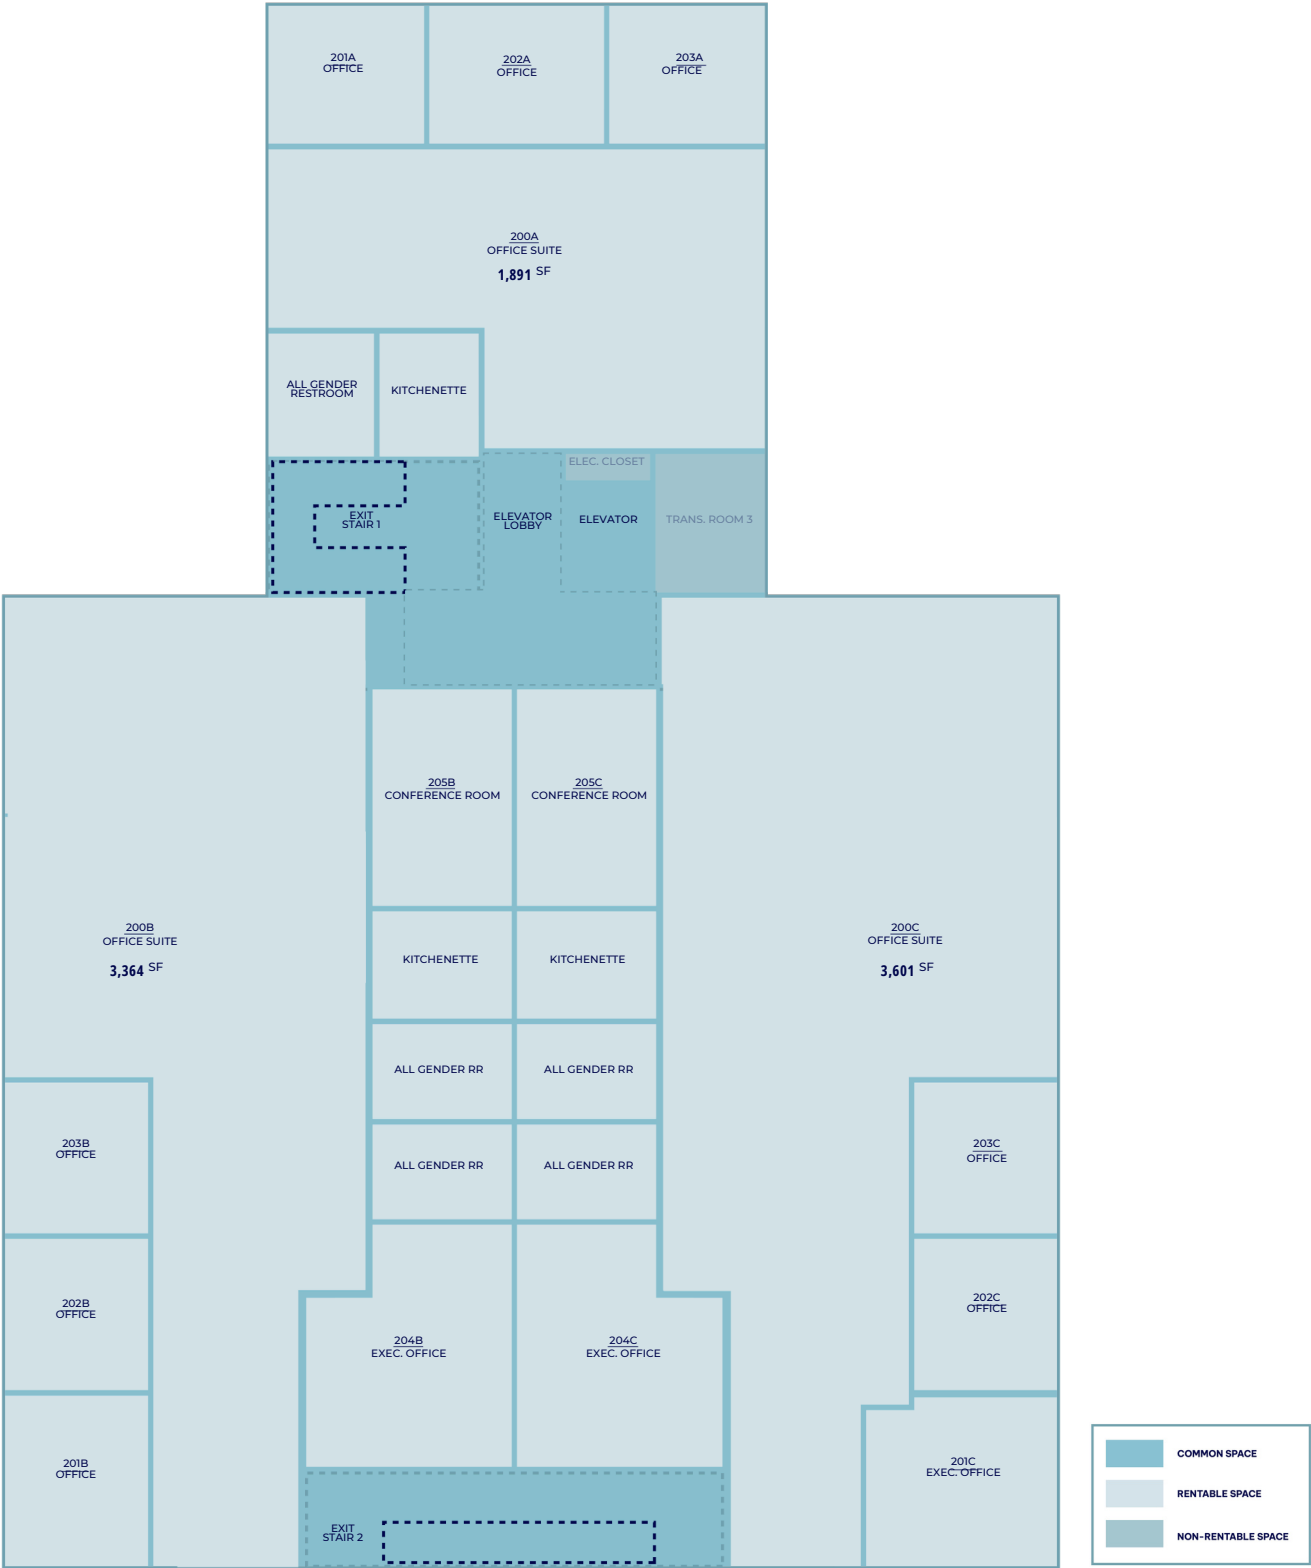 201A
OFFICE
202A
OFFICE
203A
OFFICE
200A
OFFICE SUITE
1,891 SF
ALL GENDER
RESTROOM
KITCHENETTE
ELEC. CLOSET
EXIT
STAIR 1
ELEVATOR
LOBBY
ELEVATOR
TRANS. ROOM 3
205B
CONFERENCE ROOM
205C
CONFERENCE ROOM
200B
OFFICE SUITE
3,364 SF
KITCHENETTE
KITCHENETTE
200C
OFFICE SUITE
3,601 SF
ALL GENDER RR
ALL GENDER RR
203B
OFFICE
ALL GENDER RR
ALL GENDER RR
203C
OFFICE
202B
OFFICE
204B
EXEC. OFFICE
204C
EXEC. OFFICE
202C
OFFICE
201B
OFFICE
201C
EXEC. OFFICE
EXIT
STAIR 2
COMMON SPACE
RENTABLE SPACE
NON-RENTABLE SPACE